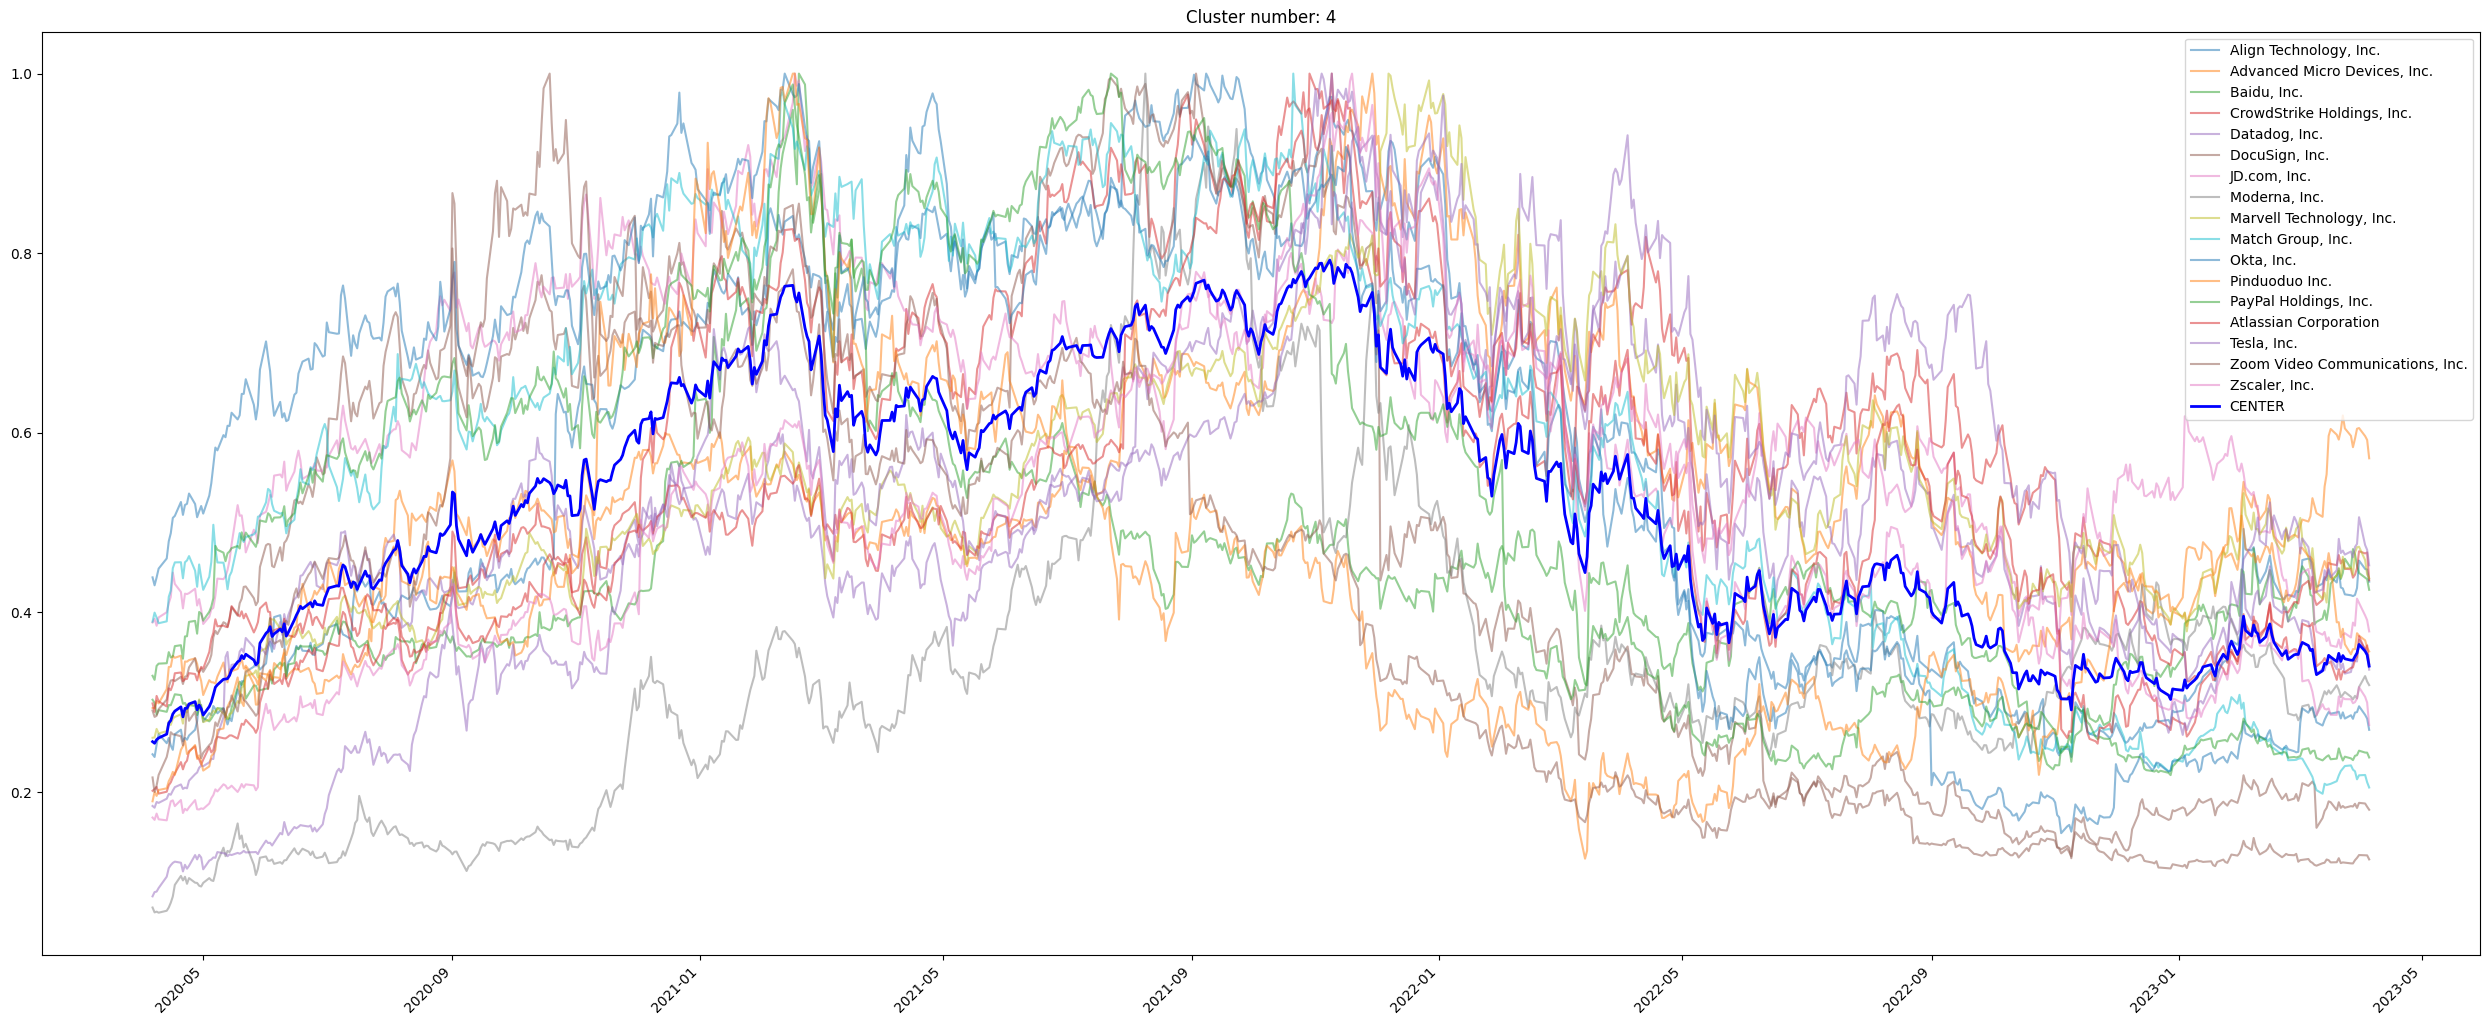 Cluster number: 4
1.0
0.8
0.6
0.4
0.2
Align Technology, Inc.
Advanced Micro Devices, Inc.
Baidu, Inc.
CrowdStrike Holdings, Inc.
Datadog, Inc.
DocuSign, Inc.
JD.com, Inc.
Moderna, Inc.
Marvell Technology, Inc.
Match Group, Inc.
Okta, Inc.
Pinduoduo Inc.
PayPal Holdings, Inc.
Atlassian Corporation
Tesla, Inc.
Zoom Video Communications, Inc.
Zscaler, Inc.
CENTER
2020-05
2020-09
2021-01
2021-05
2021-09
2022-01
2022-05
2022-09
2023-01
2023-05